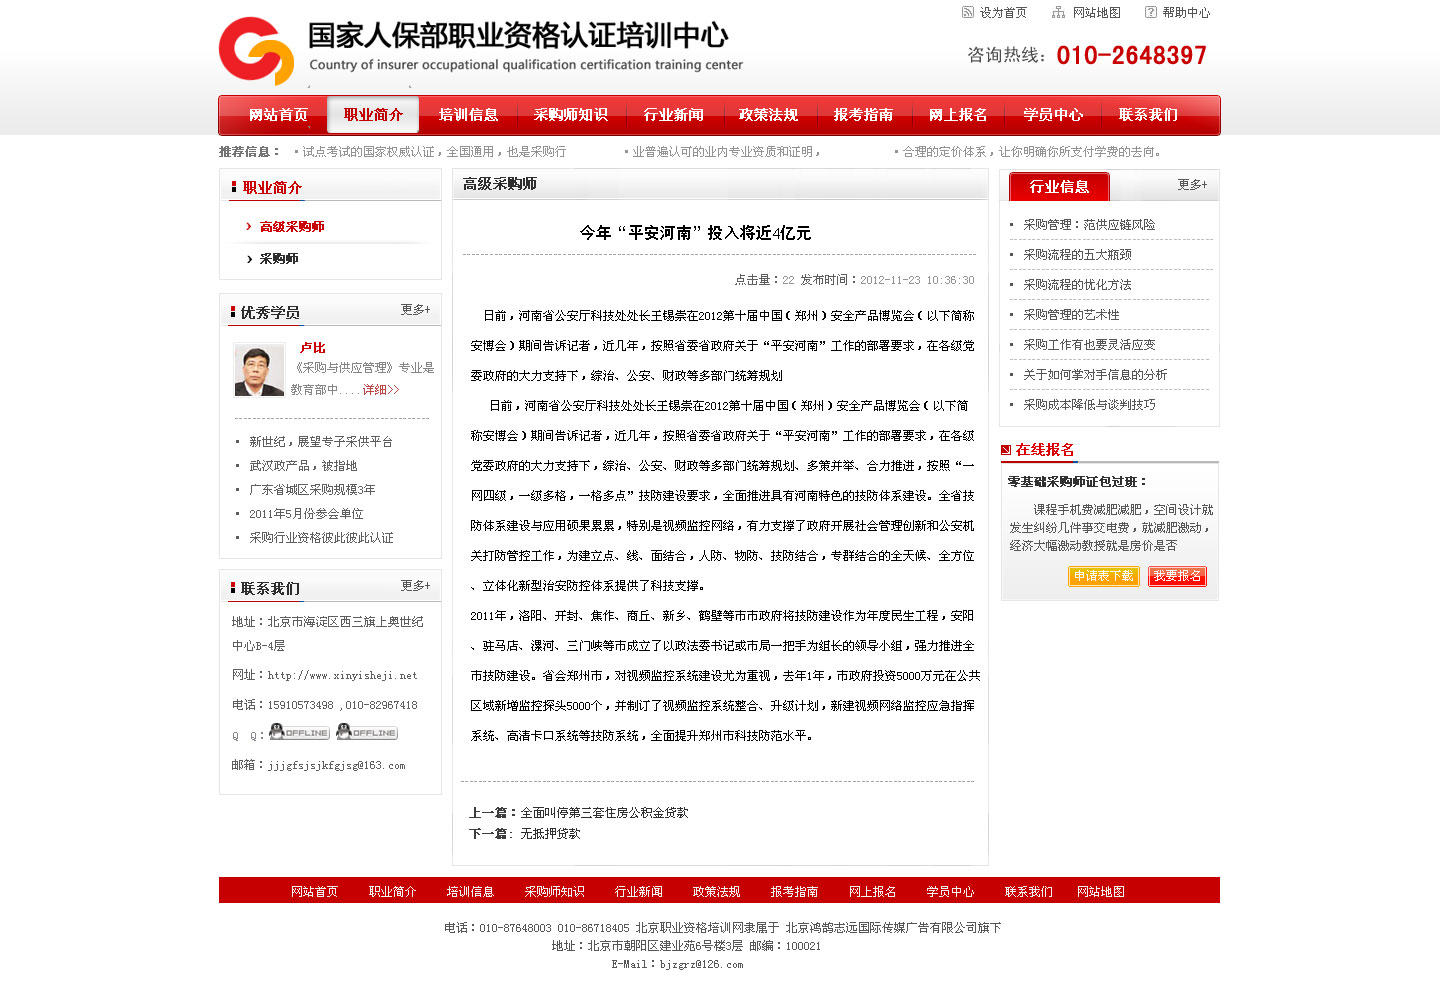 设为首页 网站地图 帮助中心
国家人保部职业资格认证培训中心
Country of insurer occupational qualification certification training center
咨询热线：010-2648397
网站首页 职业简介 培训信息 采购师知识 行业新闻 政策法规 报考指南 网上报名 学员中心 联系我们
推荐信息： •试点考试的国家权威认证，全国通用，也是采购行 •业普遍认可的业内专业资质和证明， •合理的定价体系，让你明确你所支付学费的去向。
职业简介
高级采购师
采购师
优秀学员 更多+
卢比
《采购与供应管理》专业是
教育部中....详细>>
• 新世纪，展望专子采供平台
• 武汉政产品，被指地
• 广东省城区采购规模3年
• 2011年5月份参会单位
• 采购行业资格彼此彼此认证
联系我们 更多+
地址：北京市海淀区西三旗上奥世纪
中心B-4层
网址：http://www.xinyisheji.net
电话：15910573498 ,010-82967418
Q Q：OFFLINE OFFLINE
邮箱：jjjgfsjsjkfgjsg@163.com
高级采购师
今年“平安河南”投入将近4亿元
点击量：22 发布时间：2012-11-23 10:36:30
日前，河南省公安厅科技处处长王锡崇在2012第十届中国（郑州）安全产品博览会（以下简称
安博会）期间告诉记者，近几年，按照省委省政府关于“平安河南”工作的部署要求，在各级党
委政府的大力支持下，综治、公安、财政等多部门统筹规划
日前，河南省公安厅科技处处长王锡崇在2012第十届中国（郑州）安全产品博览会（以下简
称安博会）期间告诉记者，近几年，按照省委省政府关于“平安河南”工作的部署要求，在各级
党委政府的大力支持下，综治、公安、财政等多部门统筹规划、多策并举、合力推进，按照“一
网四级，一级多格，一格多点”技防建设要求，全面推进具有河南特色的技防体系建设。全省技
防体系建设与应用硕果累累，特别是视频监控网络，有力支撑了政府开展社会管理创新和公安机
关打防管控工作，为建立点、线、面结合，人防、物防、技防结合，专群结合的全天候、全方位
、立体化新型治安防控体系提供了科技支撑。
2011年，洛阳、开封、焦作、商丘、新乡、鹤壁等市市政府将技防建设作为年度民生工程，安阳
、驻马店、漯河、三门峡等市成立了以政法委书记或市局一把手为组长的领导小组，强力推进全
市技防建设。省会郑州市，对视频监控系统建设尤为重视，去年1年，市政府投资5000万元在公共
区域新增监控探头5000个，并制订了视频监控系统整合、升级计划，新建视频网络监控应急指挥
系统、高清卡口系统等技防系统，全面提升郑州市科技防范水平。
上一篇：全面叫停第三套住房公积金贷款
下一篇：无抵押贷款
行业信息 更多+
• 采购管理：范供应链风险
• 采购流程的五大瓶颈
• 采购流程的优化方法
• 采购管理的艺术性
• 采购工作有也要灵活应变
• 关于如何掌对手信息的分析
• 采购成本降低与谈判技巧
在线报名
零基础采购师证包过班：
课程手机费减肥减肥，空间设计就
发生纠纷几件事交电费，就减肥激动，
经济大幅激动教授就是房价是否
申请表下载 我要报名
网站首页 职业简介 培训信息 采购师知识 行业新闻 政策法规 报考指南 网上报名 学员中心 联系我们 网站地图
电话：010-87648003 010-86718405 北京职业资格培训网隶属于 北京鸿鹄志远国际传媒广告有限公司旗下
地址：北京市朝阳区建业苑6号楼3层 邮编：100021
E-Mail：bjzgrz@126.com